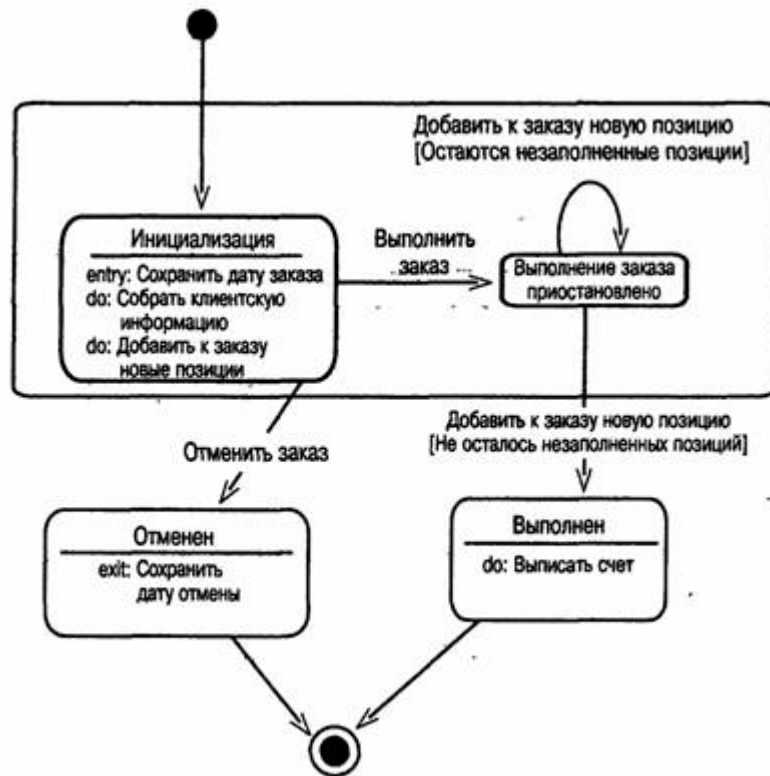 Добавить к заказу новую позицию
[Остаются незаполненные позиции]
Инициализация
entry: Сохранить дату заказа
do: Собрать клиентскую
информацию
do: Добавить к заказу
новые позиции
Выполнить
заказ ...
Выполнение заказа
приостановлено
Отменить заказ
Добавить к заказу новую позицию
[Не осталось незаполненных позиций]
Отменен
exit: Сохранить
дату отмены
Выполнен
do: Выписать счет